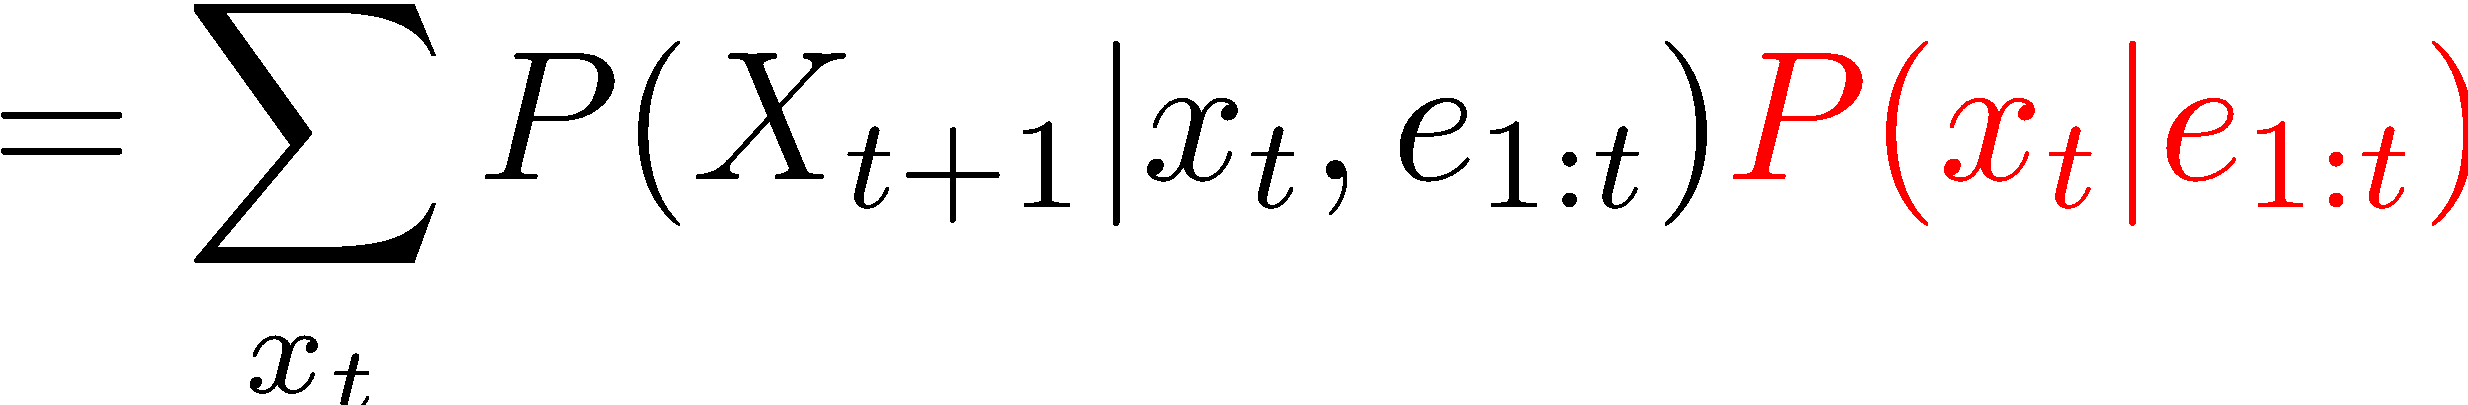 = ∑_{x_t} P(X_{t+1}|x_t, e_{1:t})P(x_t|e_{1:t})